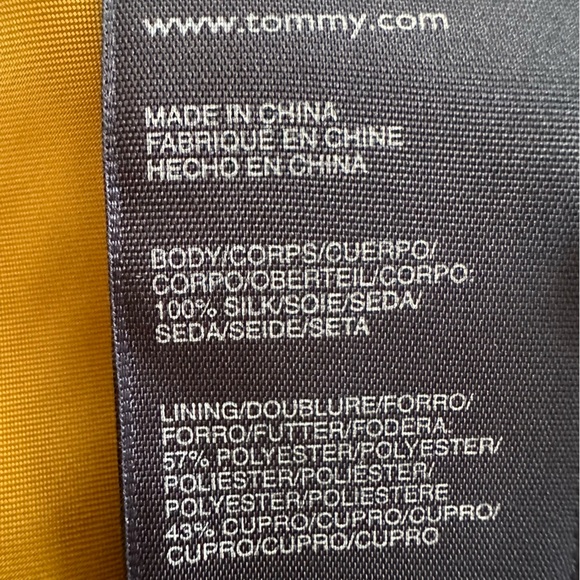 www.tommy.com
MADE IN CHINA
FABRIQUÉ EN CHINE
HECHO EN CHINA
BODY/CORPS/CUERPO/
CORPO/OBERTEIL/CORPO:
100% SILK/SOIE/SEDA/
SEDA/SEIDE/SETA
LINING/DOUBLURE/FORRO/
FORRO/FUTTER/FODERA:
57% POLYESTER/POLYESTER/
POLIESTER/POLIÉSTER/
POLYESTER/POLIESTERE
43% CUPRO/CUPRO/CUPRO/
CUPRO/CUPRO/CUPRO